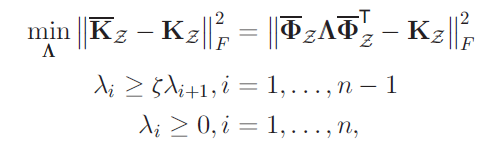 min_Λ ‖K̅_𝒵 − K_𝒵‖²_F = ‖Φ̅_𝒵 Λ Φ̅_𝒵^⊤ − K_𝒵‖²_F
λ_i ≥ ζλ_{i+1}, i = 1, . . . , n − 1
λ_i ≥ 0, i = 1, . . . , n,